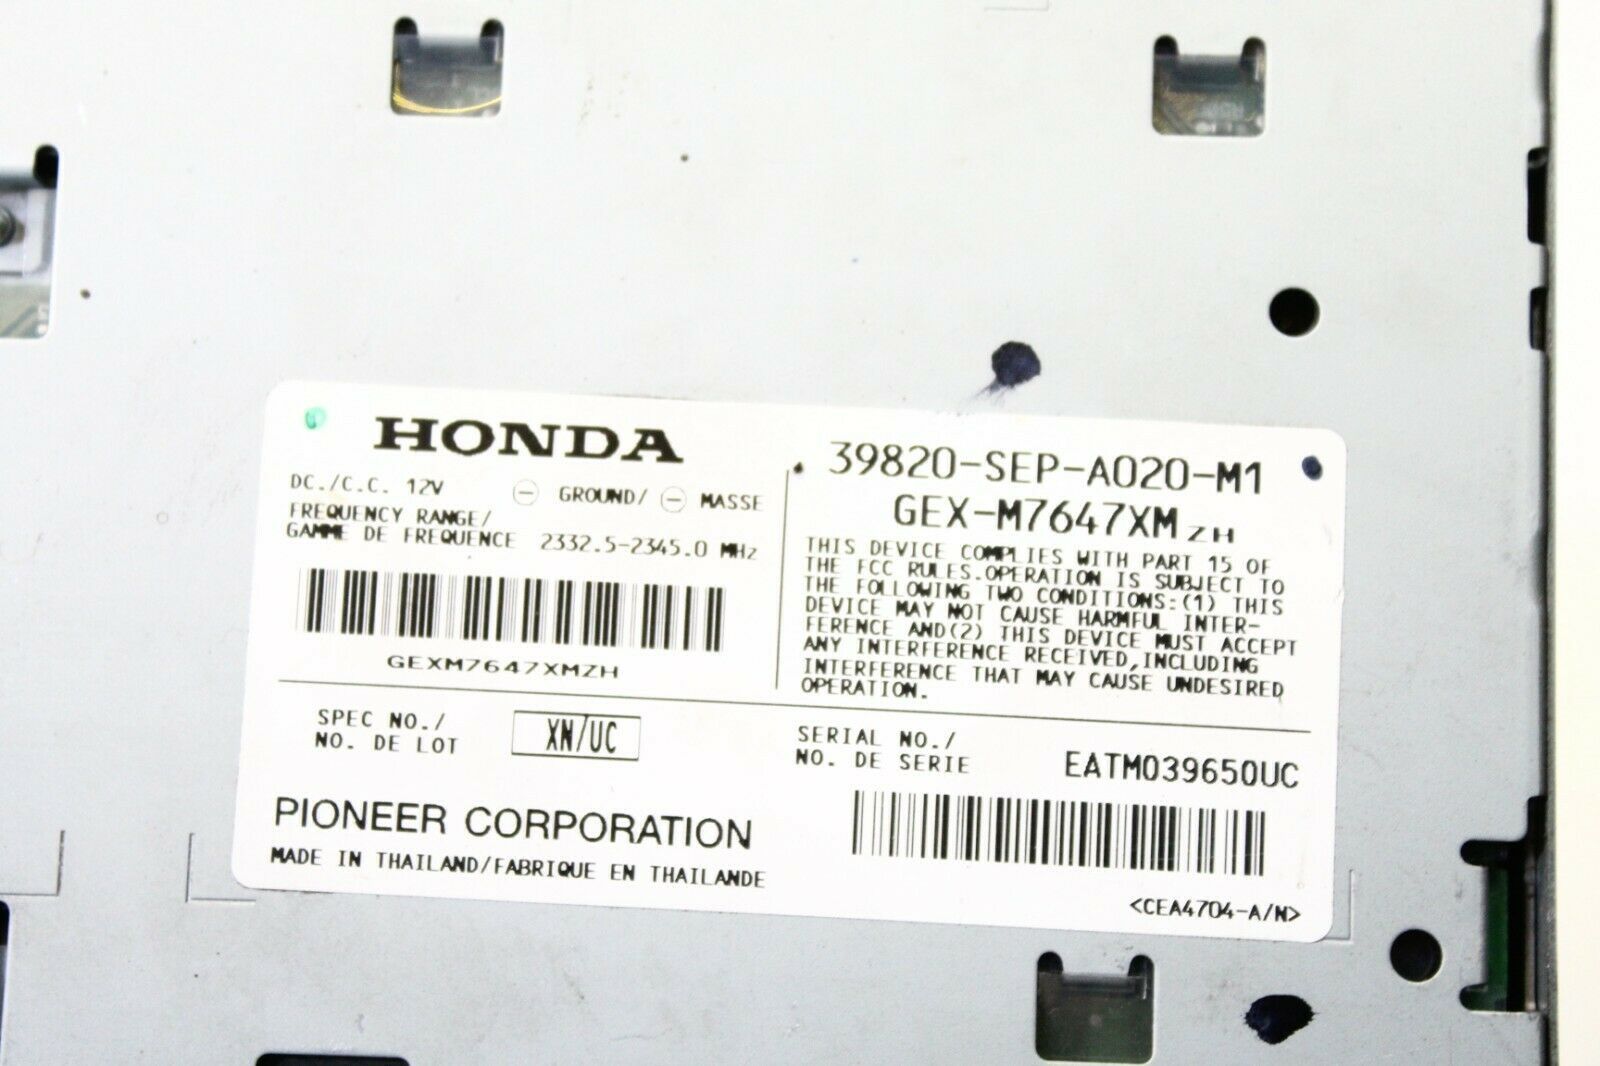 HONDA
DC./C.C. 12V ⊖ GROUND/ ⊖ MASSE
FREQUENCY RANGE/
GAMME DE FREQUENCE 2332.5-2345.0 MHz
GEXM7647XMZH
39820-SEP-A020-M1
GEX-M7647XM ZH
THIS DEVICE COMPLIES WITH PART 15 OF
THE FCC RULES.OPERATION IS SUBJECT TO
THE FOLLOWING TWO CONDITIONS:(1) THIS
DEVICE MAY NOT CAUSE HARMFUL INTER-
FERENCE AND(2) THIS DEVICE MUST ACCEPT
ANY INTERFERENCE RECEIVED,INCLUDING
INTERFERENCE THAT MAY CAUSE UNDESIRED
OPERATION.
SPEC NO./
NO. DE LOT
XN/UC
SERIAL NO./
NO. DE SERIE
EATM039650UC
PIONEER CORPORATION
MADE IN THAILAND/FABRIQUE EN THAILANDE
<CEA4704-A/N>